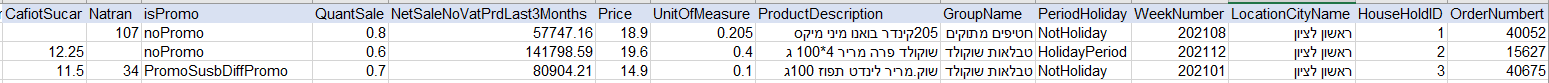 CafiotSucar Natran isPromo QuantSale NetSaleNoVatPrdLast3Months Price UnitOfMeasure ProductDescription GroupName PeriodHoliday WeekNumber LocationCityName HouseHoldID OrderNumbert
107 noPromo 0.8 57747.16 18.9 0.205 קינדר בואנו מיני מיקס205 חטיפים מתוקים NotHoliday 202108 ראשון לציון 1 40052
12.25 noPromo 0.6 141798.59 19.6 0.4 שוקולד פרה מריר 4*100 ג טבלאות שוקולד HolidayPeriod 202112 ראשון לציון 2 15627
11.5 34 PromoSusbDiffPromo 0.7 80904.21 14.9 0.1 שוק.מריר לינדט תפוז 100ג טבלאות שוקולד NotHoliday 202101 ראשון לציון 3 40675